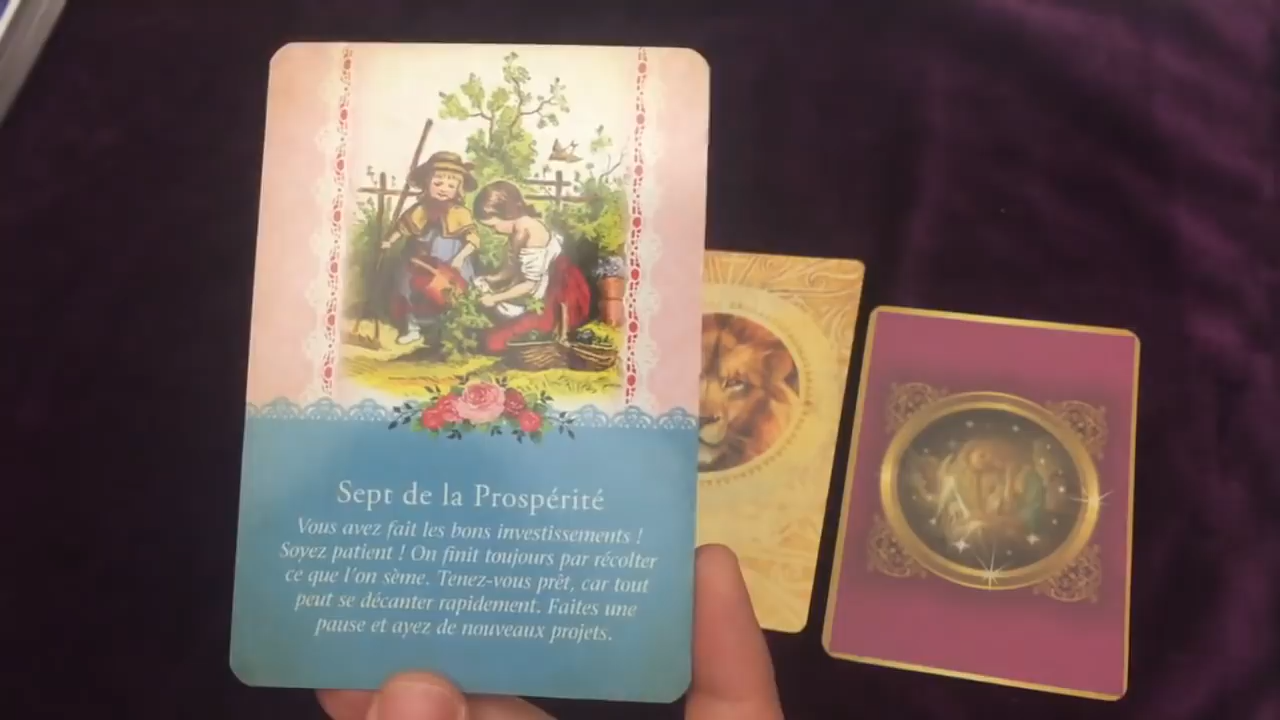 Sept de la Prospérité
Vous avez fait les bons investissements !
Soyez patient ! On finit toujours par récolter
ce que l'on sème. Tenez-vous prêt, car tout
peut se décanter rapidement. Faites une
pause et ayez de nouveaux projets.